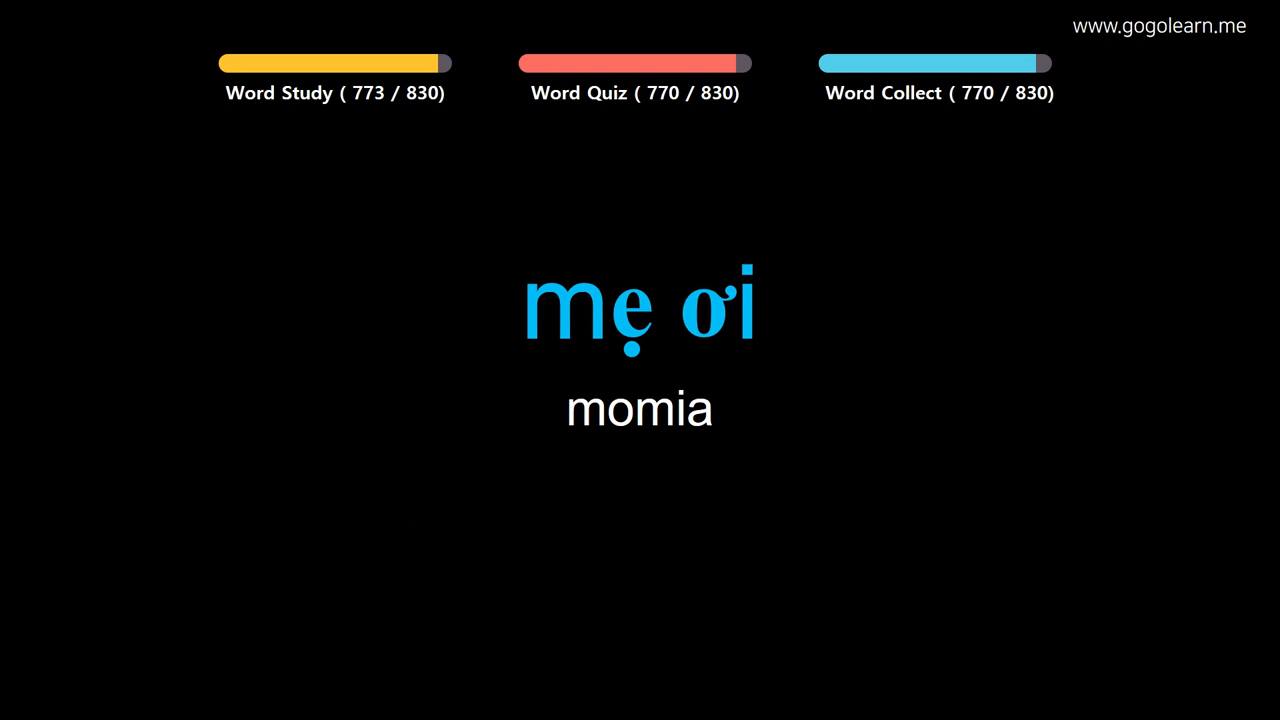 www.gogolearn.me
Word Study ( 773 / 830)
Word Quiz ( 770 / 830)
Word Collect ( 770 / 830)
mẹ ơi
momia